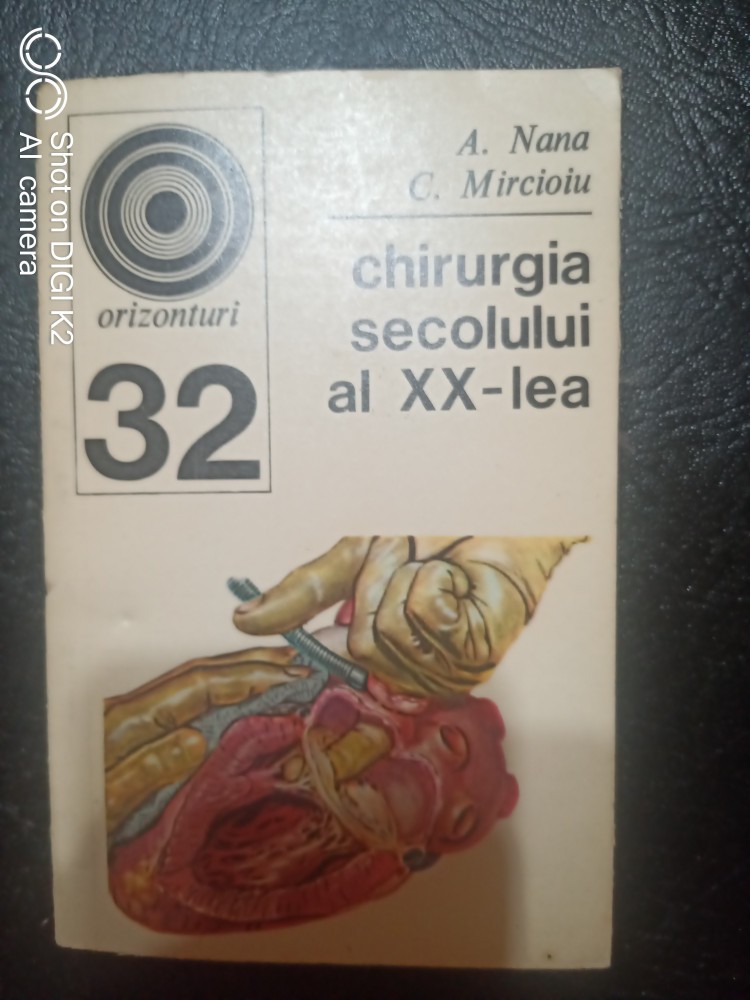 A. Nana
C. Mircioiu
chirurgia
secolului
al XX-lea
orizonturi
32
Shot on DIGI K2
AI camera